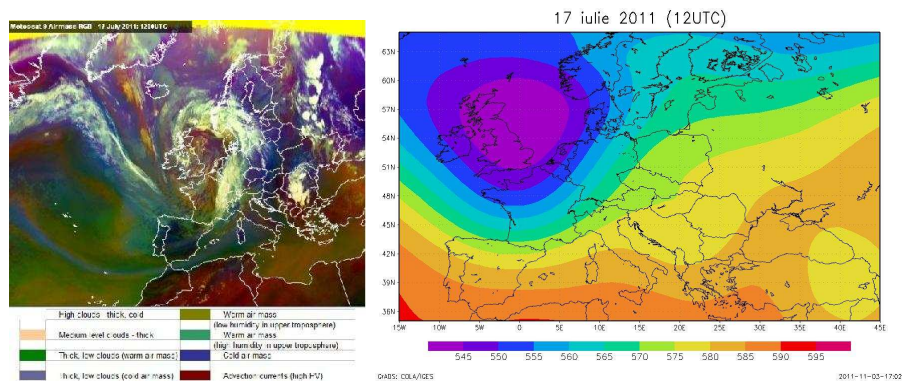 Meteosat 9 Airmass RGB - 17 July 2011: 1200UTC
High clouds - thick, cold
Warm air mass
(low humidity in upper troposphere)
Medium level clouds - thick
Warm air mass
(high humidity in upper troposphere)
Thick, low clouds (warm air mass)
Cold air mass
Thick, low clouds (cold air mass)
Advection currents (high HV)
17 iulie 2011 (12UTC)
63N
60N
57N
54N
51N
48N
45N
42N
39N
36N
15W 10W 5W 0 5E 10E 15E 20E 25E 30E 35E 40E 45E
545 550 555 560 565 570 575 580 585 590 595
GrADS: COLA/IGES
2011-11-03-17:02